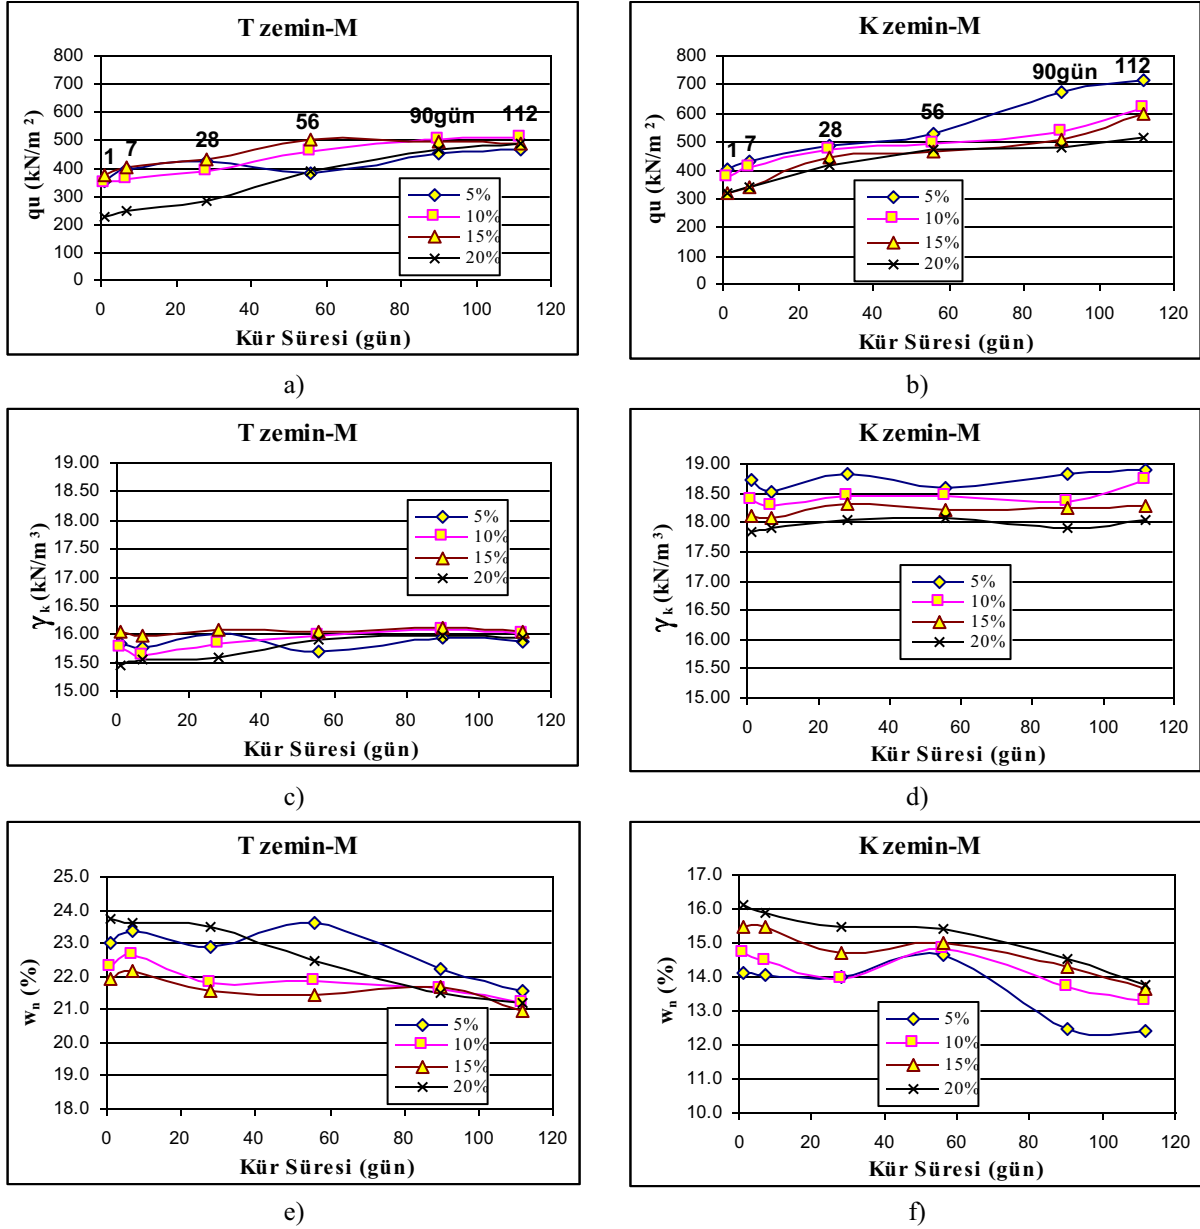 T zemin-M
800
700
600
500
400
300
200
100
0
qu (kN/m²)
1
7
28
56
90gün
112
5%
10%
15%
20%
0 20 40 60 80 100 120
Kür Süresi (gün)
a)
K zemin-M
800
700
600
500
400
300
200
100
0
qu (kN/m²)
1
7
28
56
90gün
112
5%
10%
15%
20%
0 20 40 60 80 100 120
Kür Süresi (gün)
b)
T zemin-M
19.00
18.50
18.00
17.50
17.00
16.50
16.00
15.50
15.00
γk (kN/m³)
5%
10%
15%
20%
0 20 40 60 80 100 120
Kür Süresi (gün)
c)
K zemin-M
19.00
18.50
18.00
17.50
17.00
16.50
16.00
15.50
15.00
γk (kN/m³)
5%
10%
15%
20%
0 20 40 60 80 100 120
Kür Süresi (gün)
d)
T zemin-M
25.0
24.0
23.0
22.0
21.0
20.0
19.0
18.0
wn (%)
5%
10%
15%
20%
0 20 40 60 80 100 120
Kür Süresi (gün)
e)
K zemin-M
17.0
16.0
15.0
14.0
13.0
12.0
11.0
10.0
wn (%)
5%
10%
15%
20%
0 20 40 60 80 100 120
Kür Süresi (gün)
f)